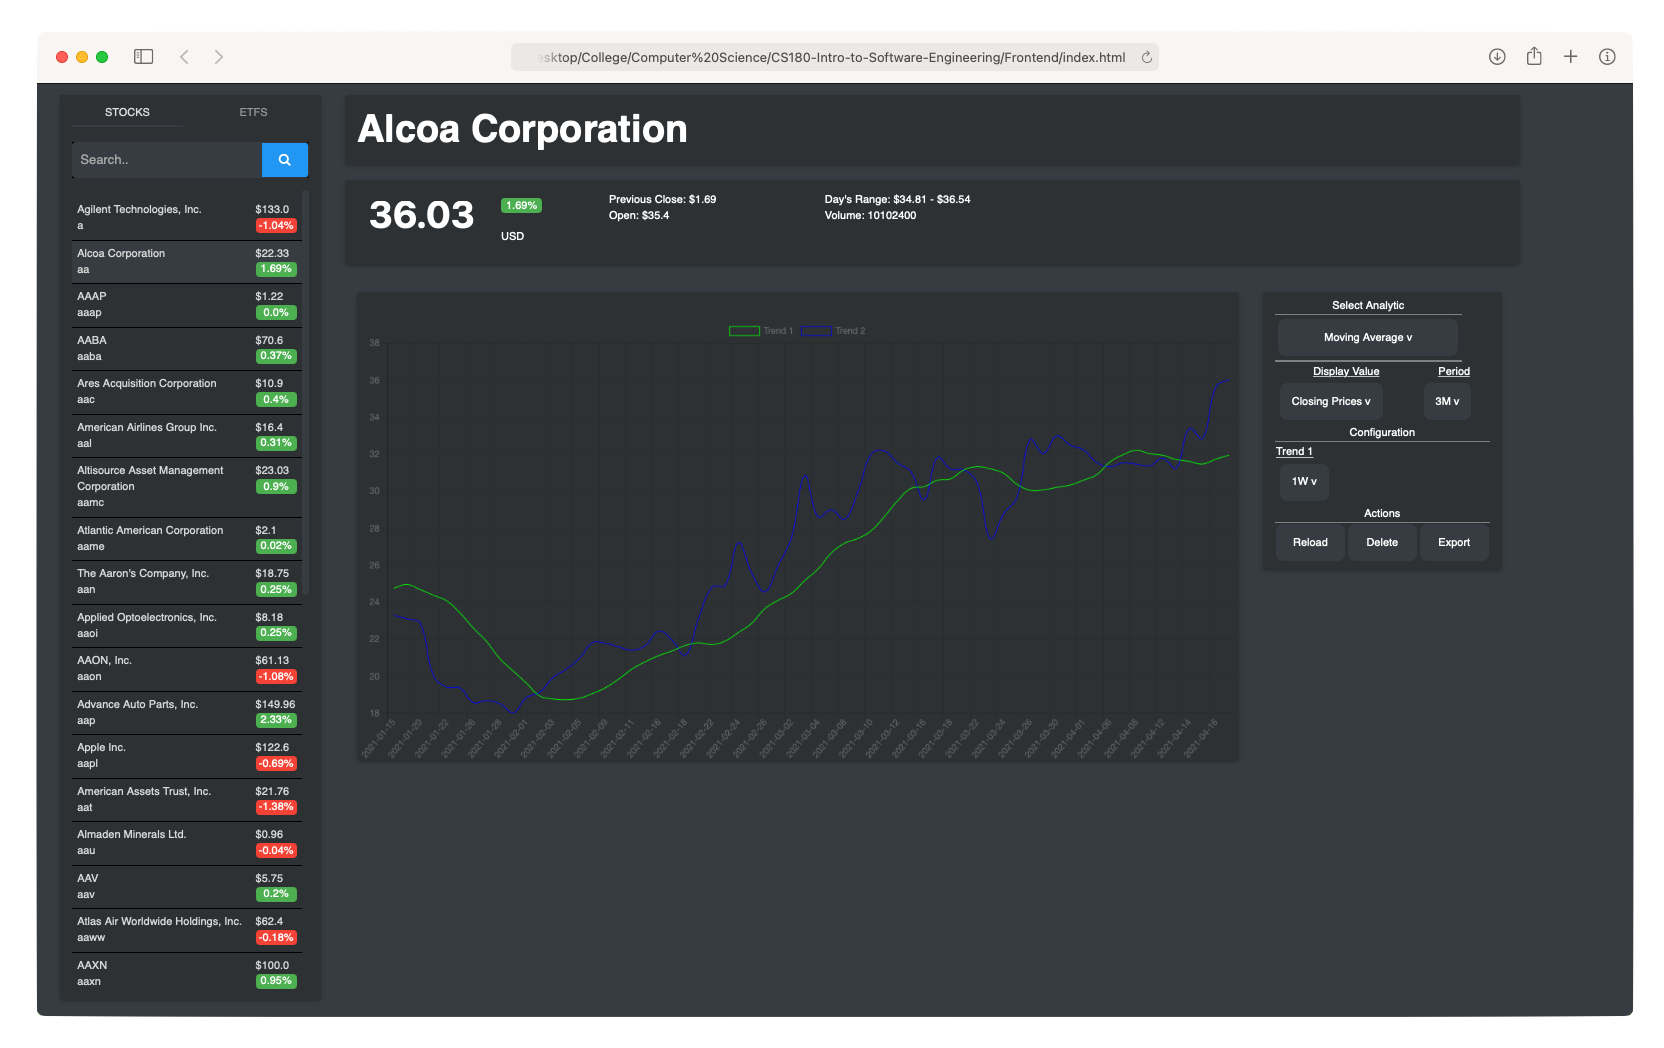 sktop/College/Computer%20Science/CS180-Intro-to-Software-Engineering/Frontend/index.html
STOCKS ETFS
Search..
Agilent Technologies, Inc. $133.0
a -1.04%
Alcoa Corporation $22.33
aa 1.69%
AAAP $1.22
aaap 0.0%
AABA $70.6
aaba 0.37%
Ares Acquisition Corporation $10.9
aac 0.4%
American Airlines Group Inc. $16.4
aal 0.31%
Altisource Asset Management $23.03
Corporation 0.9%
aamc
Atlantic American Corporation $2.1
aame 0.02%
The Aaron's Company, Inc. $18.75
aan 0.25%
Applied Optoelectronics, Inc. $8.18
aaoi 0.25%
AAON, Inc. $61.13
aaon -1.08%
Advance Auto Parts, Inc. $149.96
aap 2.33%
Apple Inc. $122.6
aapl -0.69%
American Assets Trust, Inc. $21.76
aat -1.38%
Almaden Minerals Ltd. $0.96
aau -0.04%
AAV $5.75
aav 0.2%
Atlas Air Worldwide Holdings, Inc. $62.4
aaww -0.18%
AAXN $100.0
aaxn 0.95%
Alcoa Corporation
36.03
1.69%
USD
Previous Close: $1.69
Open: $35.4
Day's Range: $34.81 - $36.54
Volume: 10102400
Trend 1 Trend 2
38
36
34
32
30
28
26
24
22
20
18
2021-01-15
2021-01-20
2021-01-22
2021-01-26
2021-01-28
2021-02-01
2021-02-03
2021-02-05
2021-02-09
2021-02-11
2021-02-16
2021-02-18
2021-02-22
2021-02-24
2021-02-26
2021-03-02
2021-03-04
2021-03-08
2021-03-10
2021-03-12
2021-03-16
2021-03-18
2021-03-22
2021-03-24
2021-03-26
2021-03-30
2021-04-01
2021-04-06
2021-04-08
2021-04-12
2021-04-14
2021-04-16
Select Analytic
Moving Average v
Display Value Period
Closing Prices v 3M v
Configuration
Trend 1
1W v
Actions
Reload Delete Export